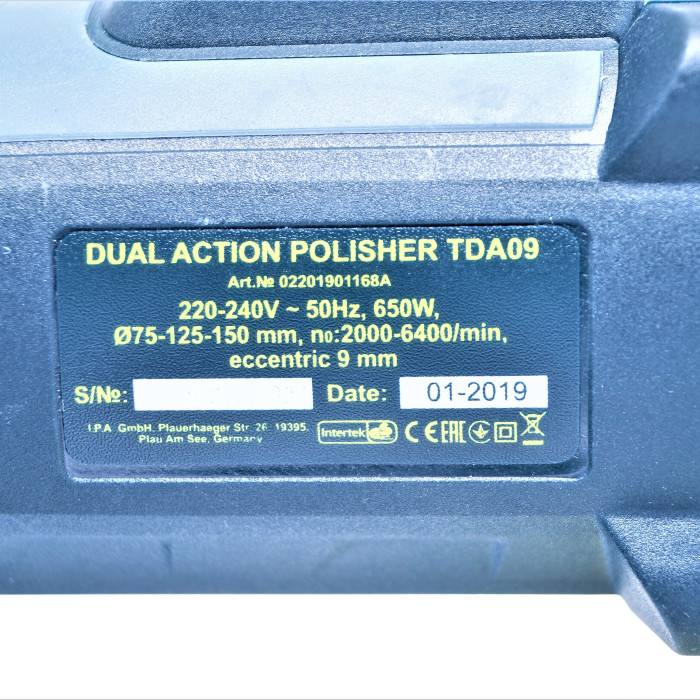 DUAL ACTION POLISHER TDA09
Art.№ 02201901168A
220-240V ~ 50Hz, 650W,
Ø75-125-150 mm, n₀:2000-6400/min,
eccentric 9 mm
S/№: Date: 01-2019
I.P.A. GmbH. Plauerhaeger Str. 26. 19395.
Plau Am See, Germany
Intertek GS CE EAC